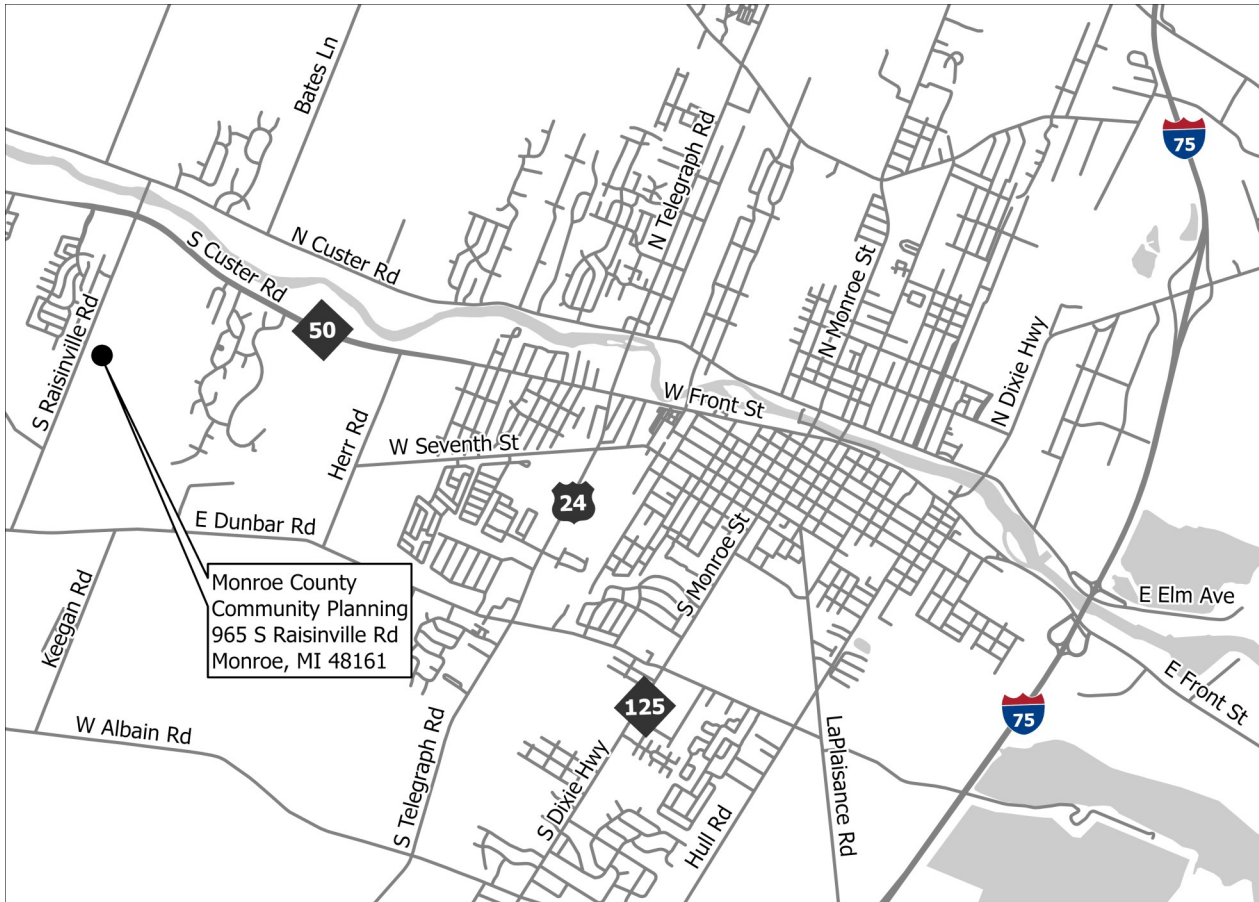 Bates Ln
N Telegraph Rd
75
N Custer Rd
S Custer Rd
50
N Monroe St
S Raisinville Rd
N Dixie Hwy
W Front St
Herr Rd
W Seventh St
24
E Dunbar Rd
S Monroe St
Monroe County
Community Planning
965 S Raisinville Rd
Monroe, MI 48161
E Elm Ave
Keegan Rd
E Front St
125
75
W Albain Rd
S Telegraph Rd
S Dixie Hwy
LaPlaisance Rd
Hull Rd